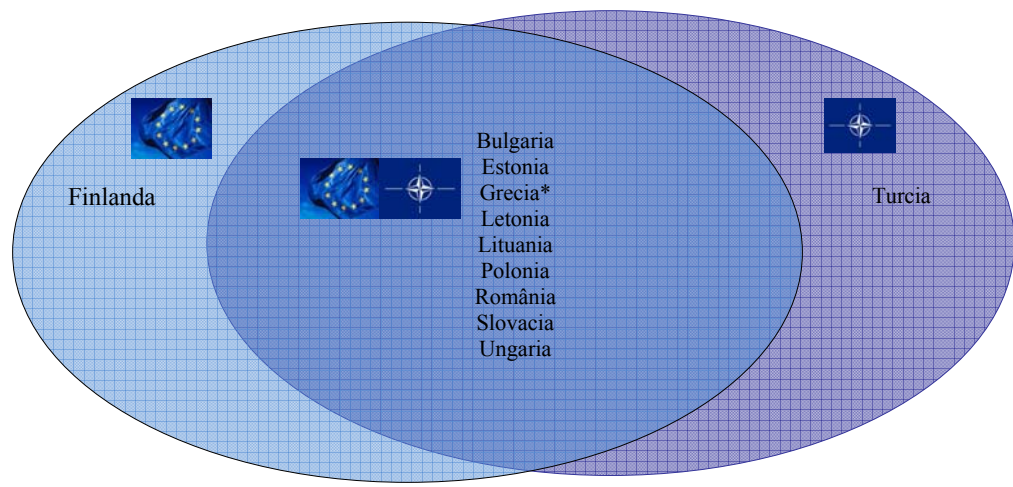 Finlanda
Bulgaria
Estonia
Grecia*
Letonia
Lituania
Polonia
România
Slovacia
Ungaria
Turcia